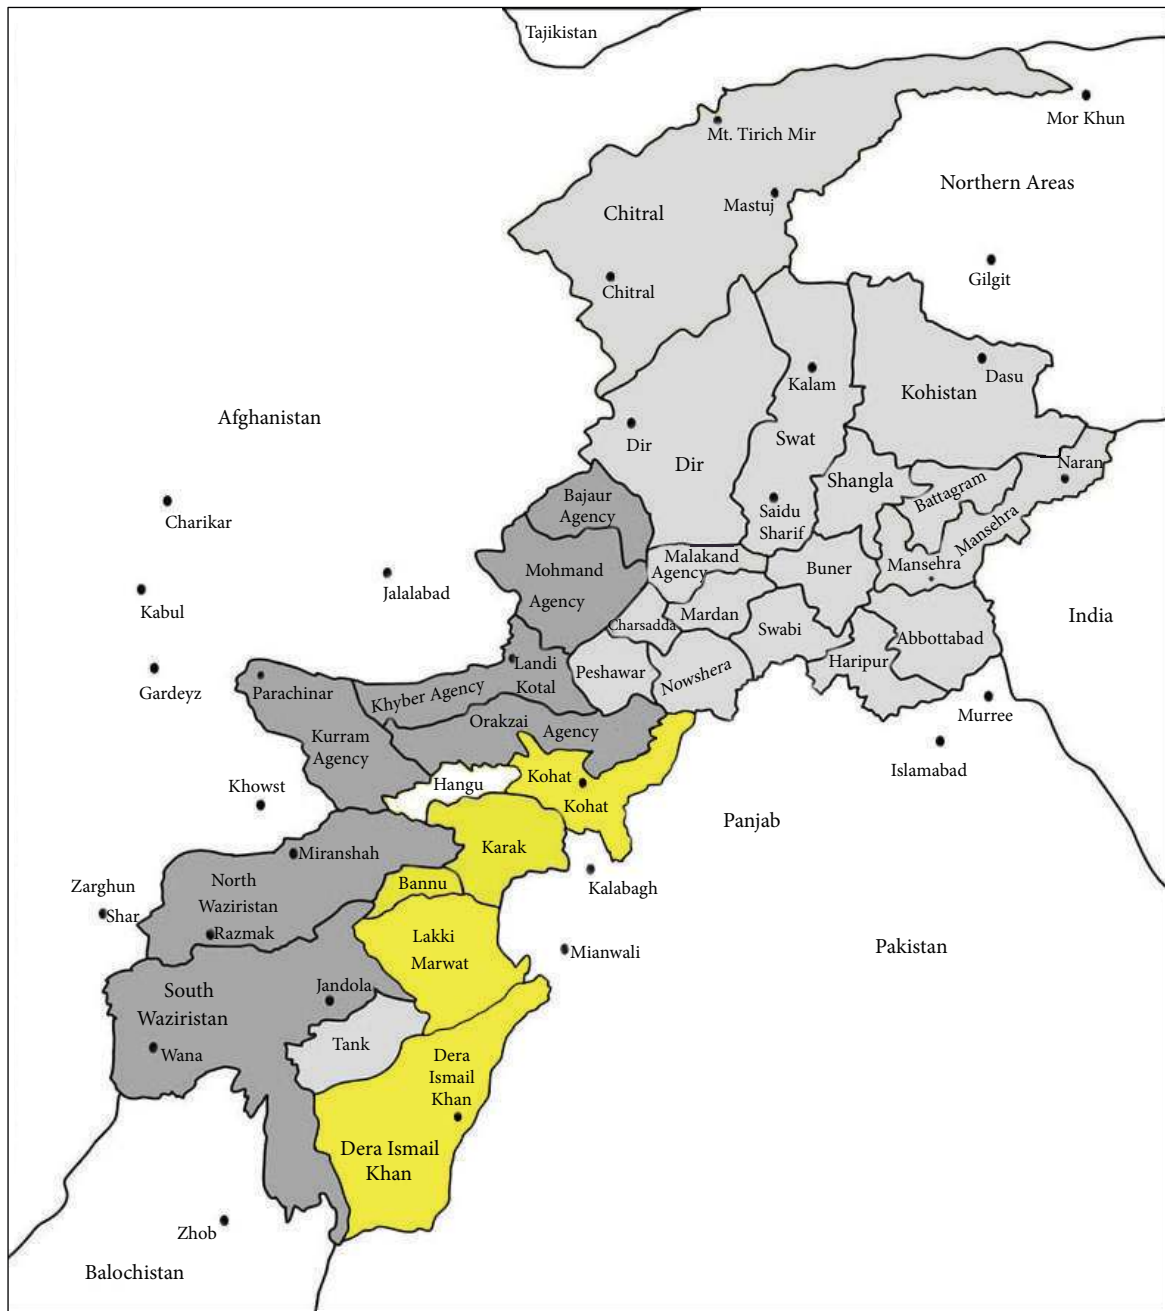 Tajikistan
Mor Khun
Mt. Tirich Mir
Northern Areas
Mastuj
Chitral
Gilgit
Chitral
Dasu
Kalam
Kohistan
Afghanistan
Dir
Swat
Dir
Naran
Shangla
Battagram
Bajaur
Agency
Saidu
Sharif
Mansehra
Charikar
Malakand
Agency
Buner
Mansehra
Mohmand
Agency
Jalalabad
Kabul
Mardan
Charsadda
Swabi
Abbottabad
India
Landi
Kotal
Peshawar
Nowshera
Haripur
Gardeyz
Parachinar
Khyber Agency
Murree
Orakzai
Agency
Kurram
Agency
Islamabad
Hangu
Kohat
Kohat
Khowst
Panjab
Karak
Miranshah
Kalabagh
Bannu
Zarghun
Shar
North
Waziristan
Razmak
Lakki
Marwat
Mianwali
Pakistan
Jandola
South
Waziristan
Wana
Tank
Dera
Ismail
Khan
Dera Ismail
Khan
Zhob
Balochistan